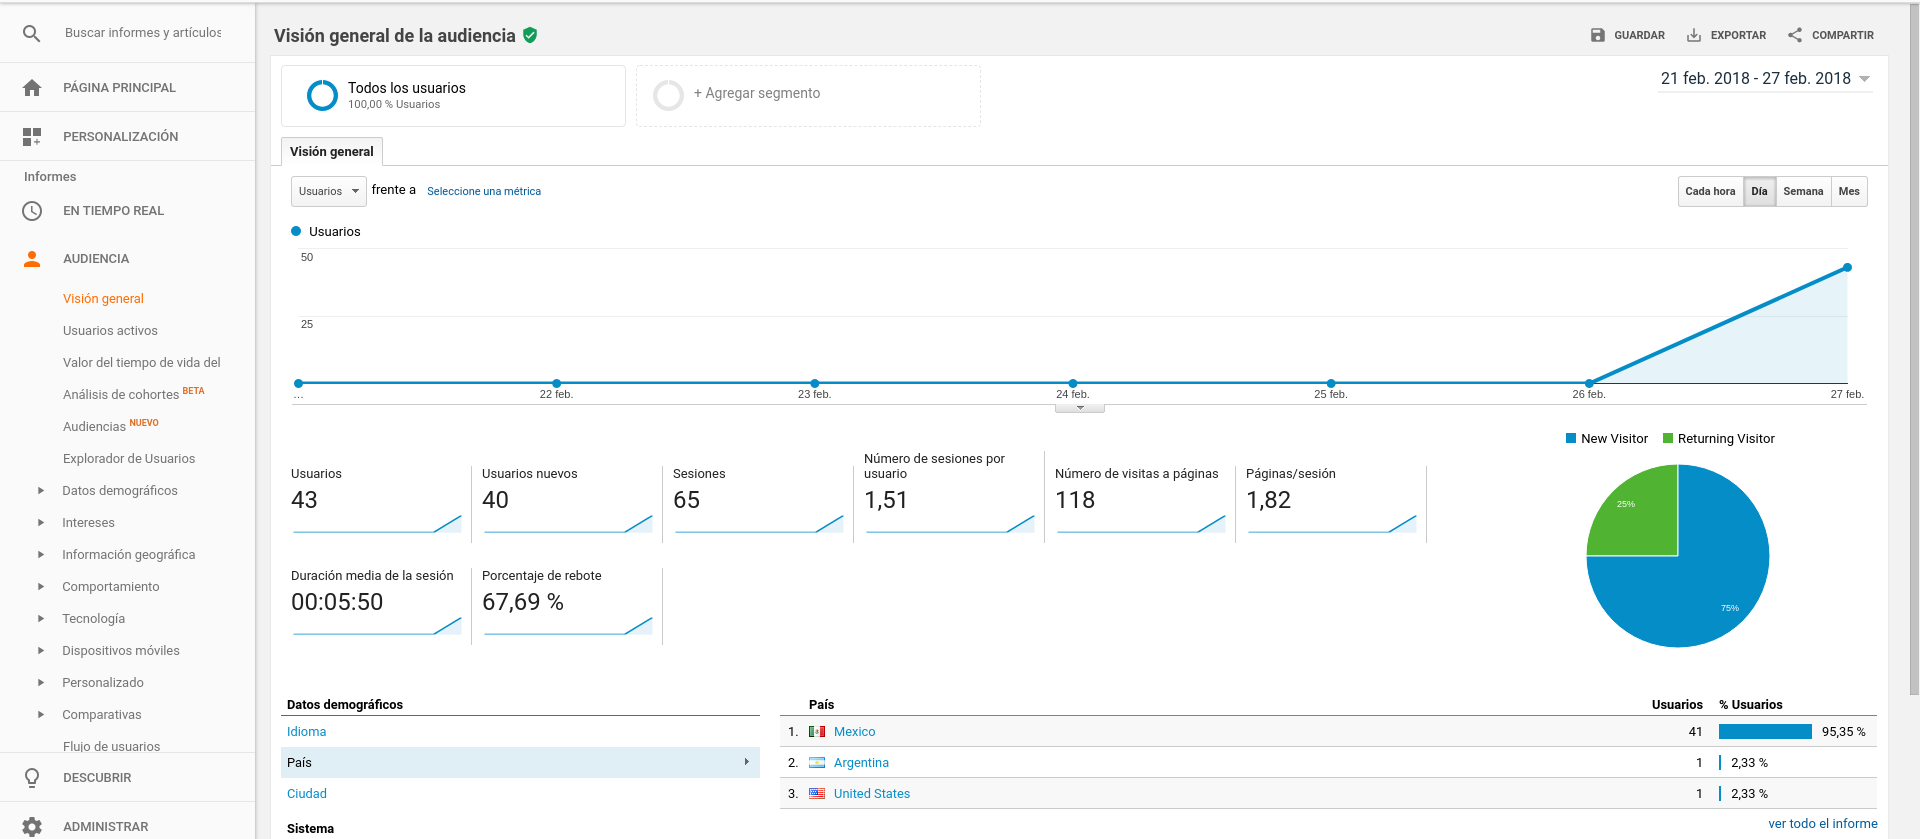 Buscar informes y artículos
PÁGINA PRINCIPAL
PERSONALIZACIÓN
Informes
EN TIEMPO REAL
AUDIENCIA
Visión general
Usuarios activos
Valor del tiempo de vida del
Análisis de cohortes BETA
Audiencias NUEVO
Explorador de Usuarios
Datos demográficos
Intereses
Información geográfica
Comportamiento
Tecnología
Dispositivos móviles
Personalizado
Comparativas
Flujo de usuarios
DESCUBRIR
ADMINISTRAR
Visión general de la audiencia
GUARDAR EXPORTAR COMPARTIR
Todos los usuarios
100,00 % Usuarios
+ Agregar segmento
21 feb. 2018 - 27 feb. 2018
Visión general
Usuarios frente a Seleccione una métrica
Cada hora Día Semana Mes
Usuarios
50
25
... 22 feb. 23 feb. 24 feb. 25 feb. 26 feb. 27 feb.
Usuarios
43
Usuarios nuevos
40
Sesiones
65
Número de sesiones por
usuario
1,51
Número de visitas a páginas
118
Páginas/sesión
1,82
Duración media de la sesión
00:05:50
Porcentaje de rebote
67,69 %
New Visitor Returning Visitor
25%
75%
Datos demográficos
Idioma
País
Ciudad
Sistema
País Usuarios % Usuarios
1. Mexico 41 95,35 %
2. Argentina 1 2,33 %
3. United States 1 2,33 %
ver todo el informe